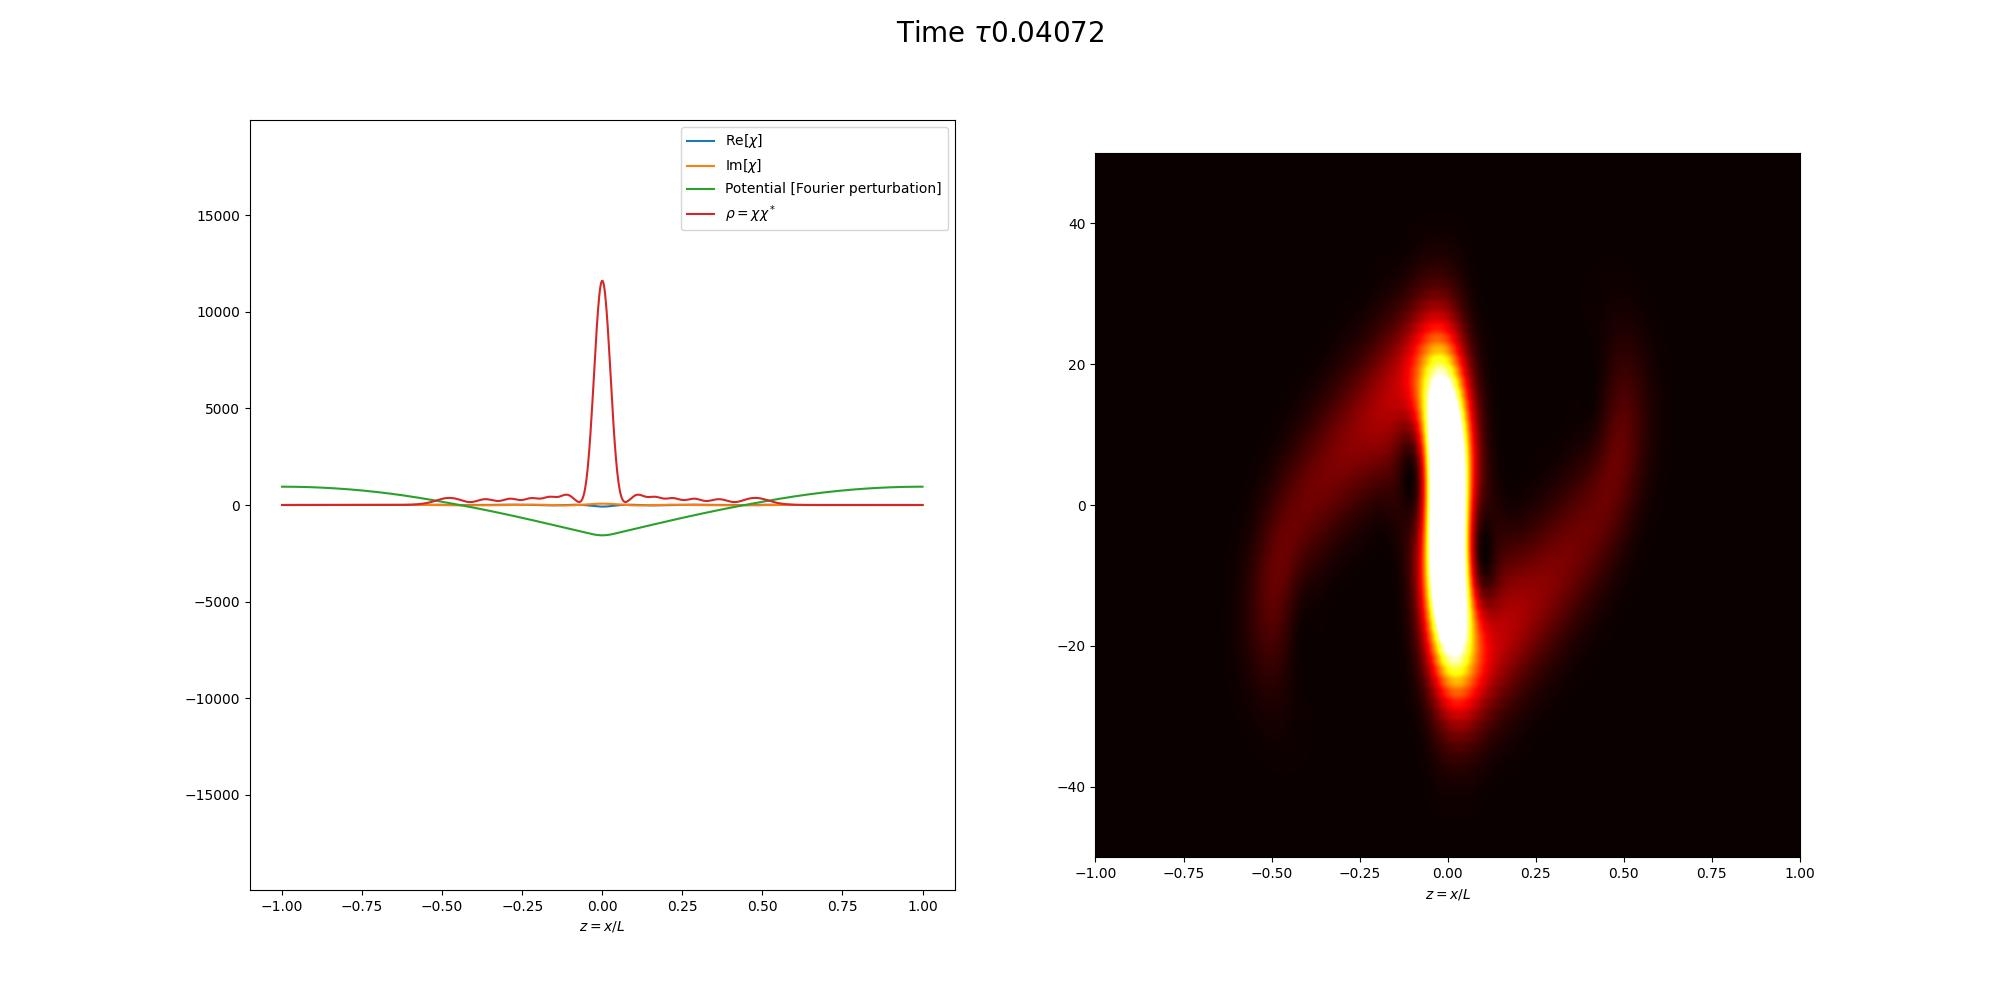 Time τ0.04072
Re[χ]
Im[χ]
Potential [Fourier perturbation]
ρ = χχ*
15000
10000
5000
0
−5000
−10000
−15000
−1.00 −0.75 −0.50 −0.25 0.00 0.25 0.50 0.75 1.00
z = x/L
40
20
0
−20
−40
−1.00 −0.75 −0.50 −0.25 0.00 0.25 0.50 0.75 1.00
z = x/L